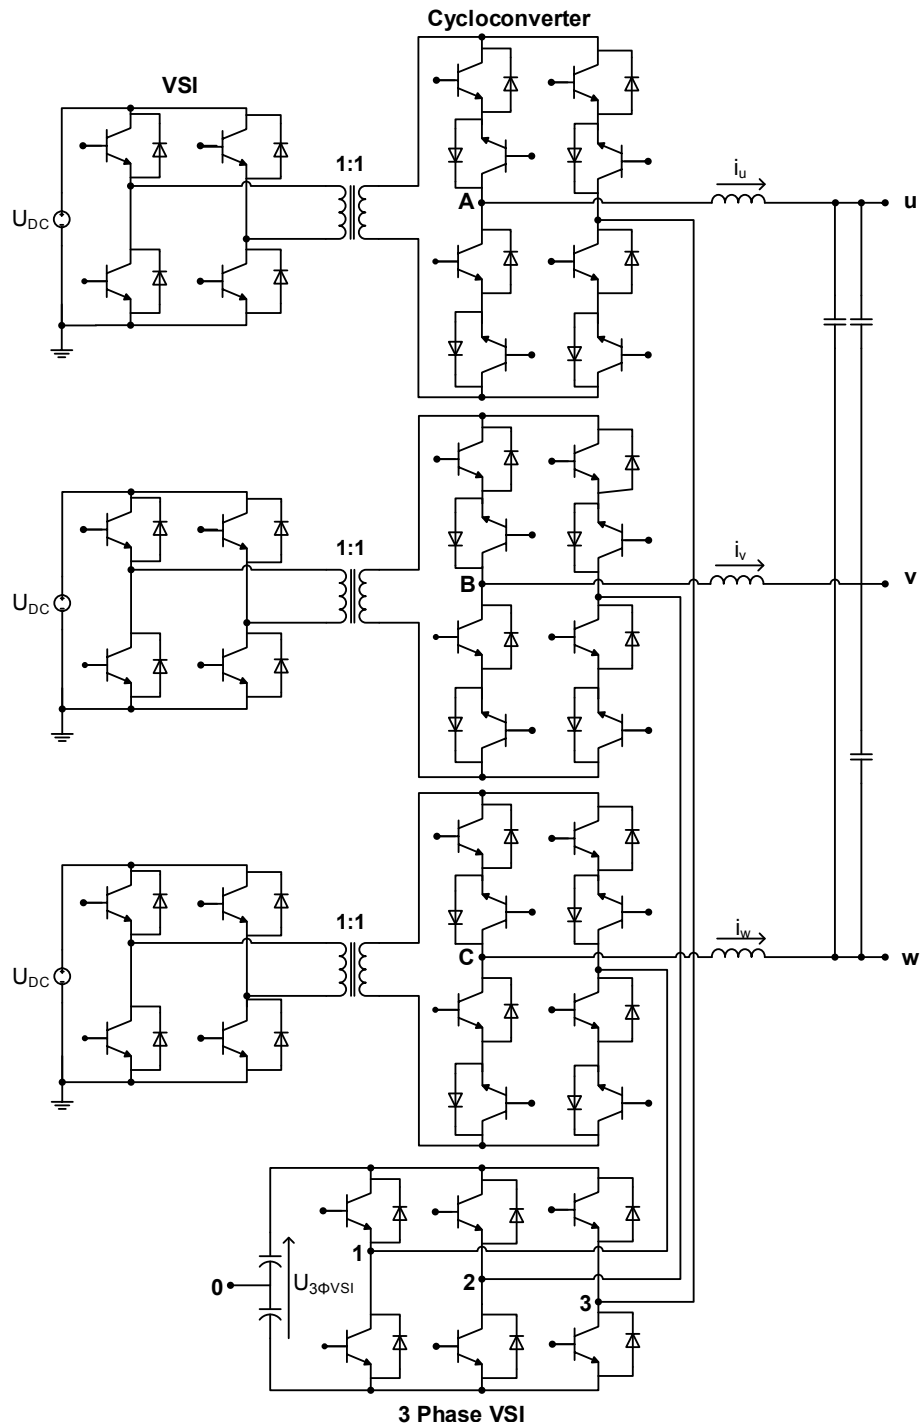 Cycloconverter
VSI
1:1
i_u
A
u
U_DC
1:1
i_v
B
v
U_DC
1:1
i_w
C
w
U_DC
1
0
U_3ΦVSI
2
3
3 Phase VSI